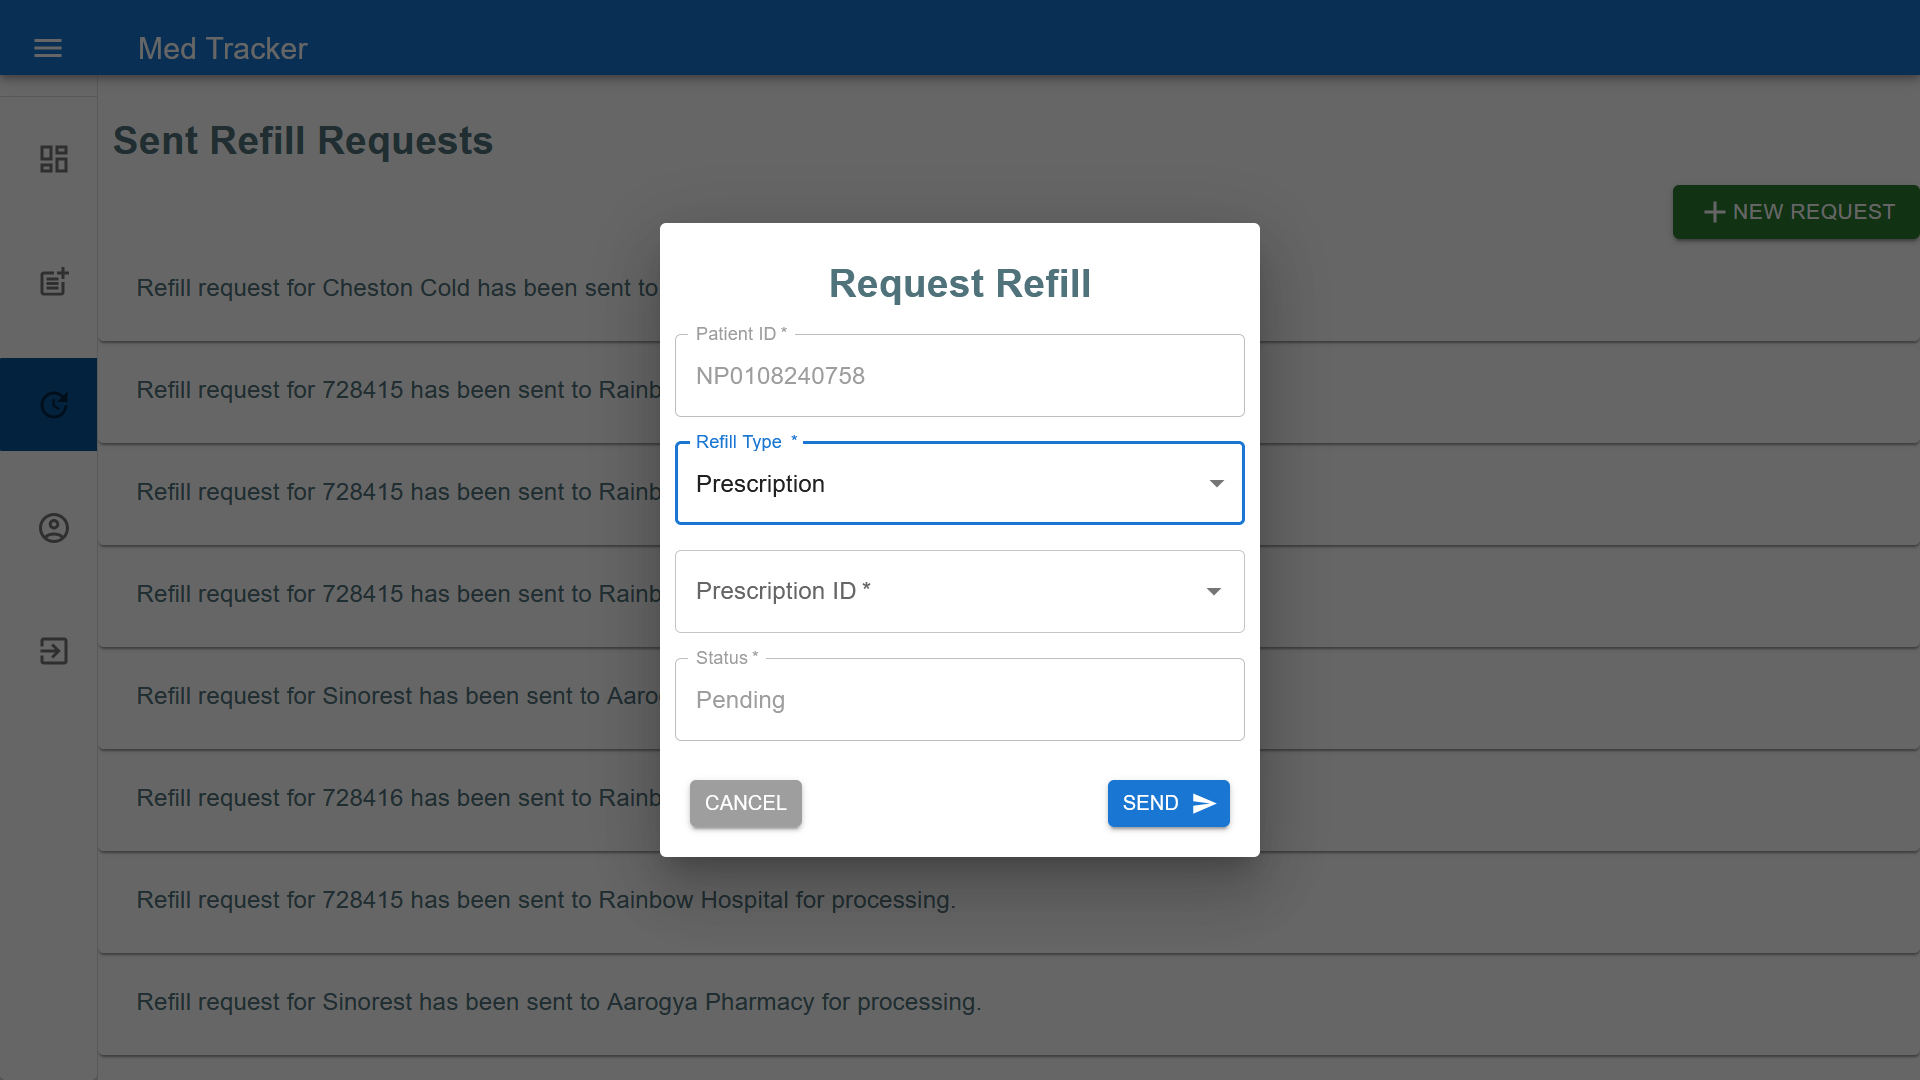 Med Tracker
Sent Refill Requests
NEW REQUEST
Refill request for Cheston Cold has been sent to
Refill request for 728415 has been sent to Rainb
Refill request for 728415 has been sent to Rainb
Refill request for 728415 has been sent to Rainb
Refill request for Sinorest has been sent to Aaro
Refill request for 728416 has been sent to Rainb
Refill request for 728415 has been sent to Rainbow Hospital for processing.
Refill request for Sinorest has been sent to Aarogya Pharmacy for processing.
Request Refill
Patient ID *
NP0108240758
Refill Type *
Prescription
Prescription ID *
Status *
Pending
CANCEL
SEND